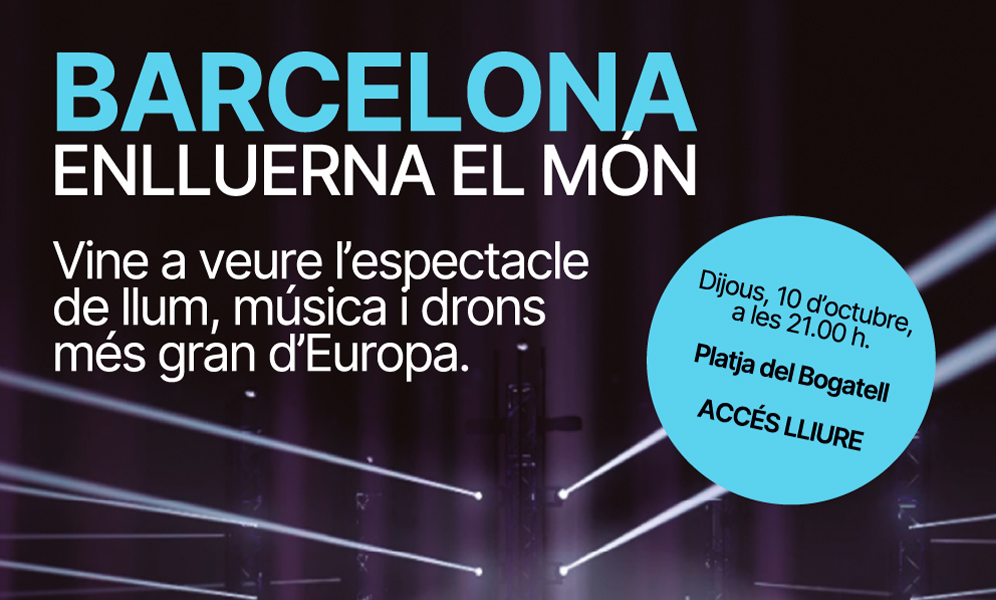 BARCELONA
ENLLUERNA EL MÓN
Vine a veure l’espectacle
de llum, música i drons
més gran d’Europa.
Dijous, 10 d’octubre,
a les 21.00 h.
Platja del Bogatell
ACCÉS LLIURE